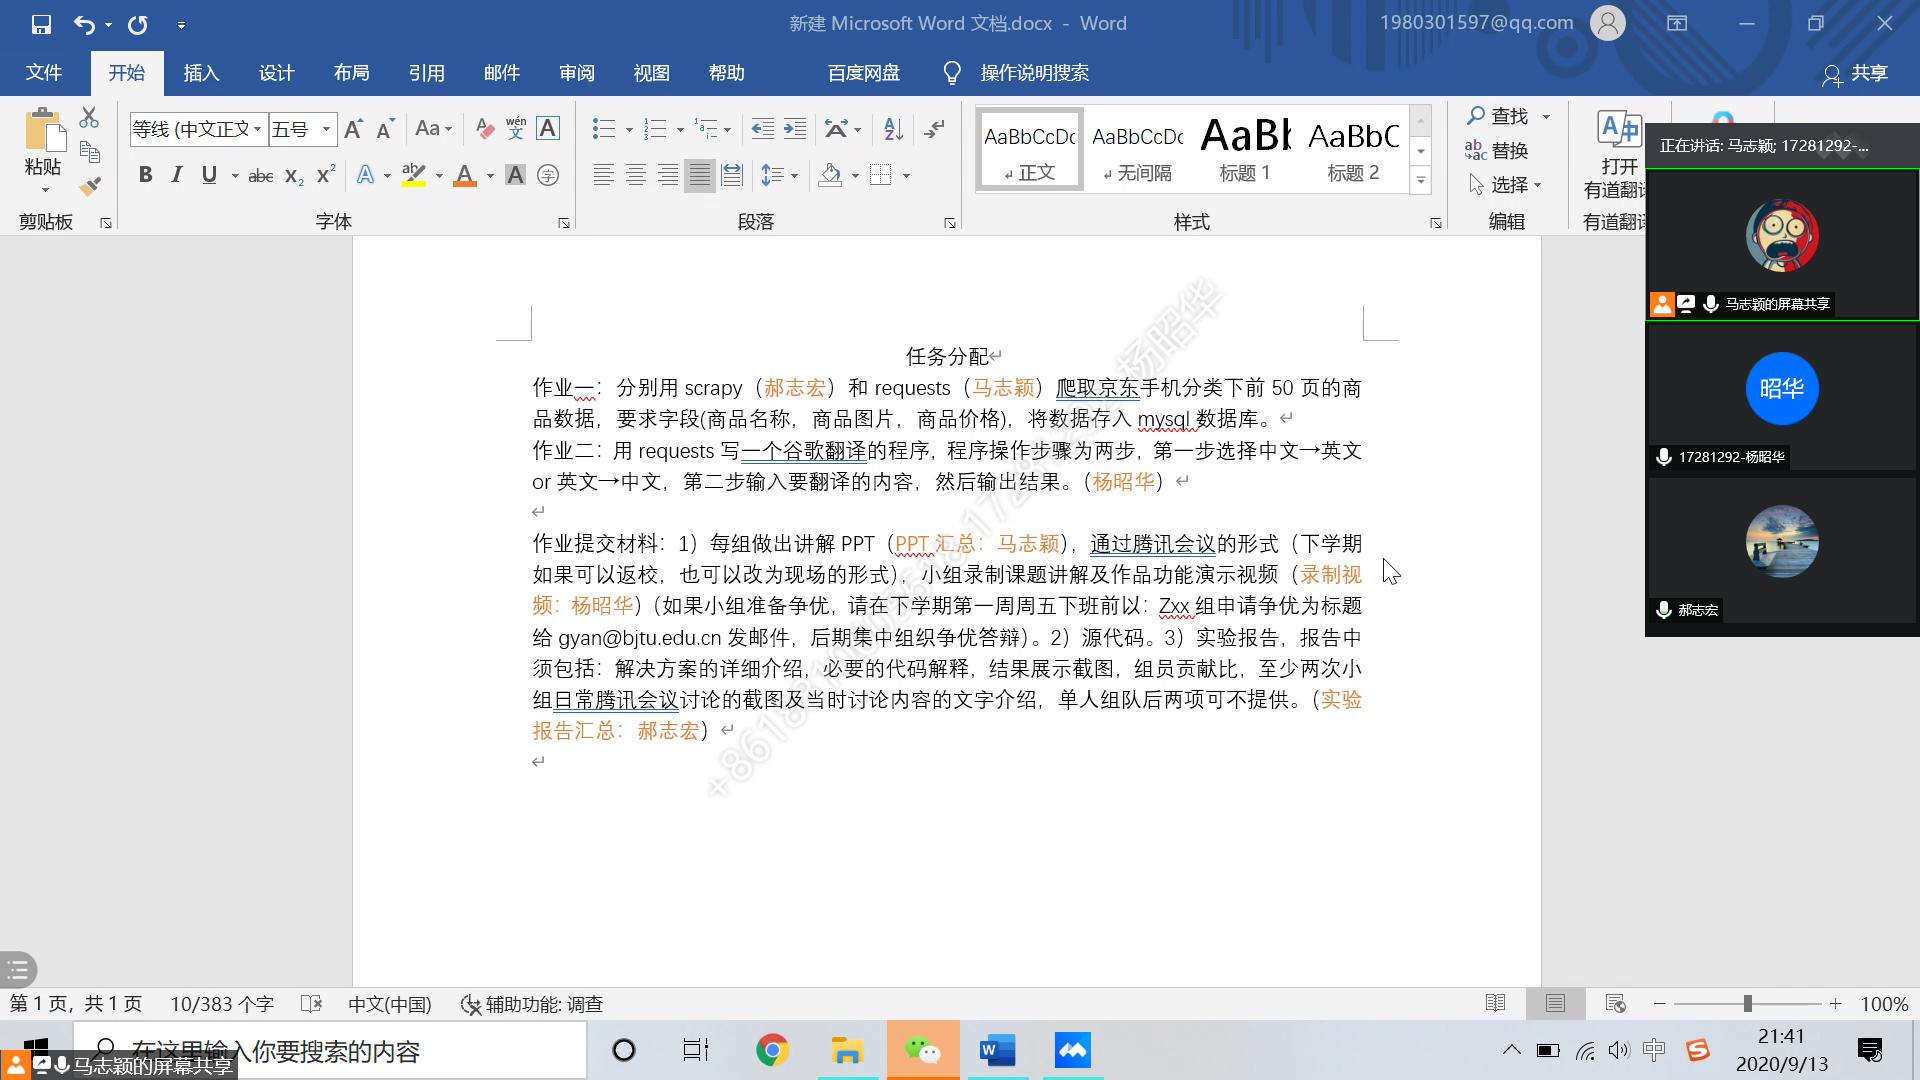 新建 Microsoft Word 文档.docx - Word
1980301597@qq.com
文件 开始 插入 设计 布局 引用 邮件 审阅 视图 帮助 百度网盘 操作说明搜索 共享
等线 (中文正文 五号
粘贴
剪贴板 字体 段落 样式 编辑
AaBbCcDc AaBbCcDc AaBl AaBbC
正文 无间隔 标题 1 标题 2
查找
替换
选择
打开
有道翻译
有道翻译
任务分配
作业一：分别用 scrapy（郝志宏）和 requests（马志颖）爬取京东手机分类下前 50 页的商
品数据，要求字段(商品名称，商品图片，商品价格)，将数据存入 mysql 数据库。
作业二：用 requests 写一个谷歌翻译的程序，程序操作步骤为两步，第一步选择中文→英文
or 英文→中文，第二步输入要翻译的内容，然后输出结果。（杨昭华）
作业提交材料：1）每组做出讲解 PPT（PPT 汇总：马志颖），通过腾讯会议的形式（下学期
如果可以返校，也可以改为现场的形式），小组录制课题讲解及作品功能演示视频（录制视
频：杨昭华）（如果小组准备争优，请在下学期第一周周五下班前以：Zxx 组申请争优为标题
给 gyan@bjtu.edu.cn 发邮件，后期集中组织争优答辩）。2）源代码。3）实验报告，报告中
须包括：解决方案的详细介绍，必要的代码解释，结果展示截图，组员贡献比，至少两次小
组日常腾讯会议讨论的截图及当时讨论内容的文字介绍，单人组队后两项可不提供。（实验
报告汇总：郝志宏）
正在讲话: 马志颖; 17281292-...
马志颖的屏幕共享
昭华
17281292-杨昭华
郝志宏
第 1 页，共 1 页 10/383 个字 中文(中国) 辅助功能: 调查 100%
在这里输入你要搜索的内容
马志颖的屏幕共享
中
21:41
2020/9/13